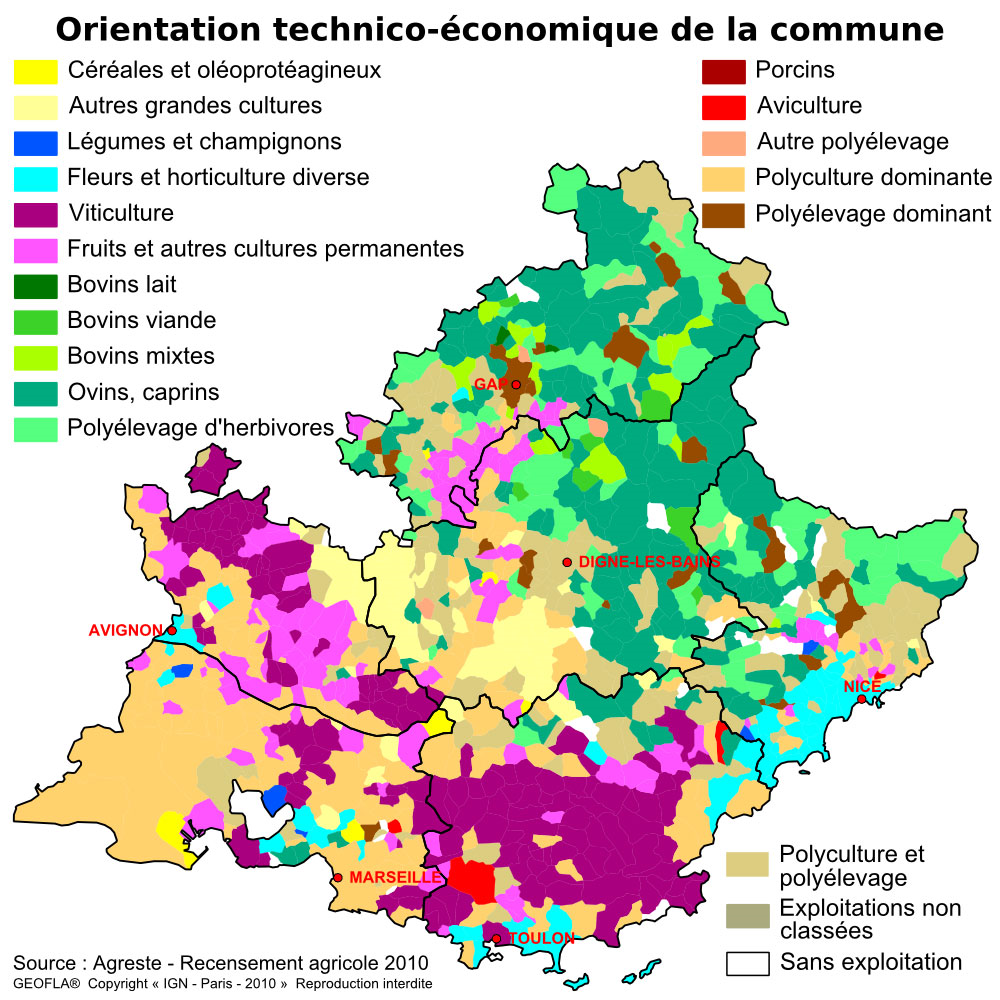 Orientation technico-économique de la commune
Céréales et oléoprotéagineux
Autres grandes cultures
Légumes et champignons
Fleurs et horticulture diverse
Viticulture
Fruits et autres cultures permanentes
Bovins lait
Bovins viande
Bovins mixtes
Ovins, caprins
Polyélevage d'herbivores
Porcins
Aviculture
Autre polyélevage
Polyculture dominante
Polyélevage dominant
GAP
DIGNE-LES-BAINS
AVIGNON
NICE
MARSEILLE
TOULON
Polyculture et
polyélevage
Exploitations non
classées
Sans exploitation
Source : Agreste - Recensement agricole 2010
GEOFLA® Copyright « IGN - Paris - 2010 » Reproduction interdite